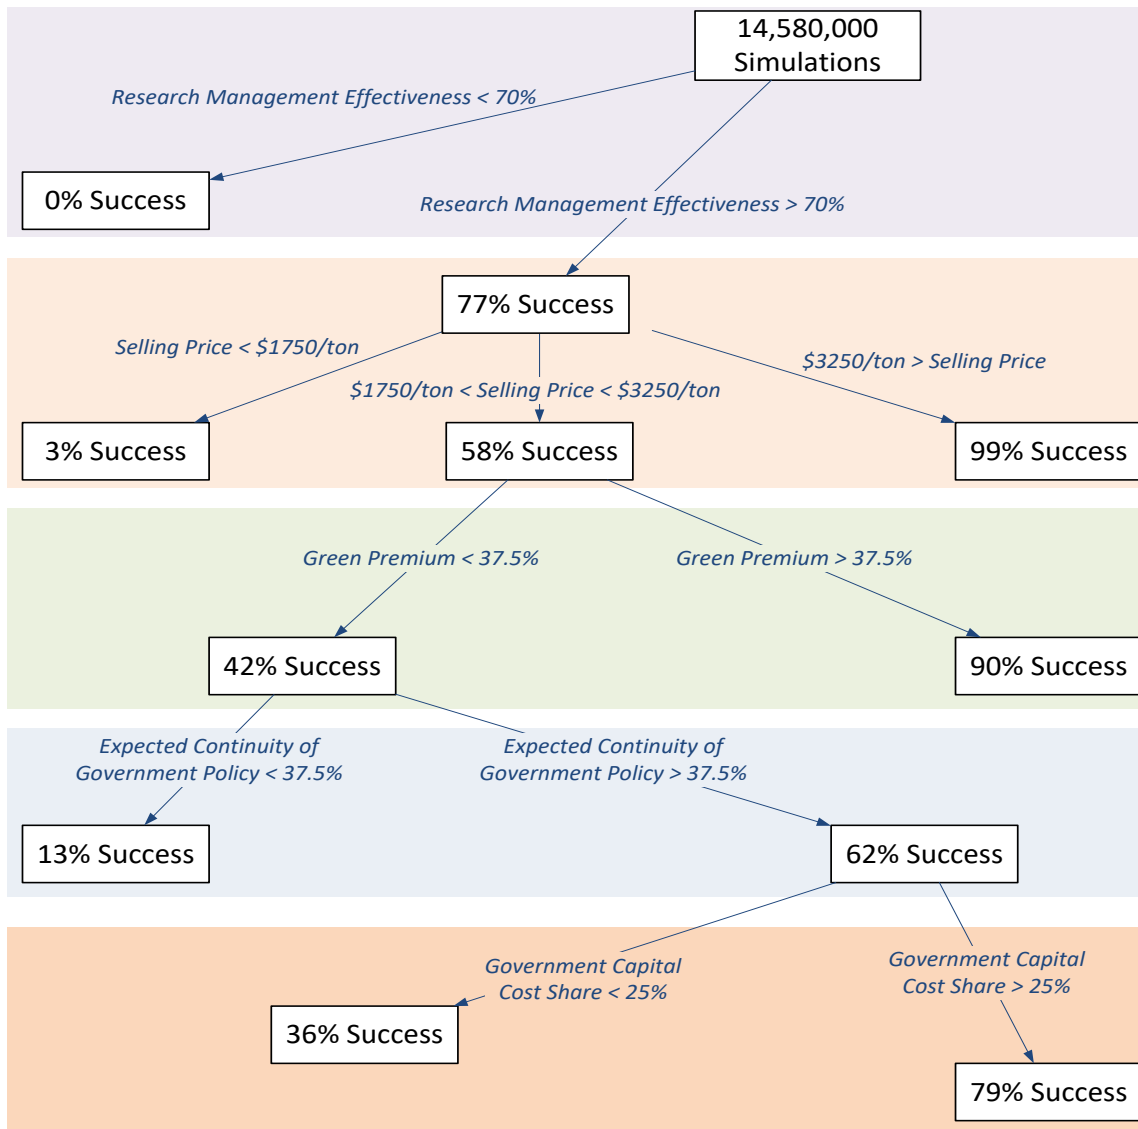 14,580,000
Simulations
Research Management Effectiveness < 70%
0% Success
Research Management Effectiveness > 70%
77% Success
Selling Price < $1750/ton
$3250/ton > Selling Price
$1750/ton < Selling Price < $3250/ton
3% Success
58% Success
99% Success
Green Premium < 37.5%
Green Premium > 37.5%
42% Success
90% Success
Expected Continuity of
Government Policy < 37.5%
Expected Continuity of
Government Policy > 37.5%
13% Success
62% Success
Government Capital
Cost Share < 25%
Government Capital
Cost Share > 25%
36% Success
79% Success